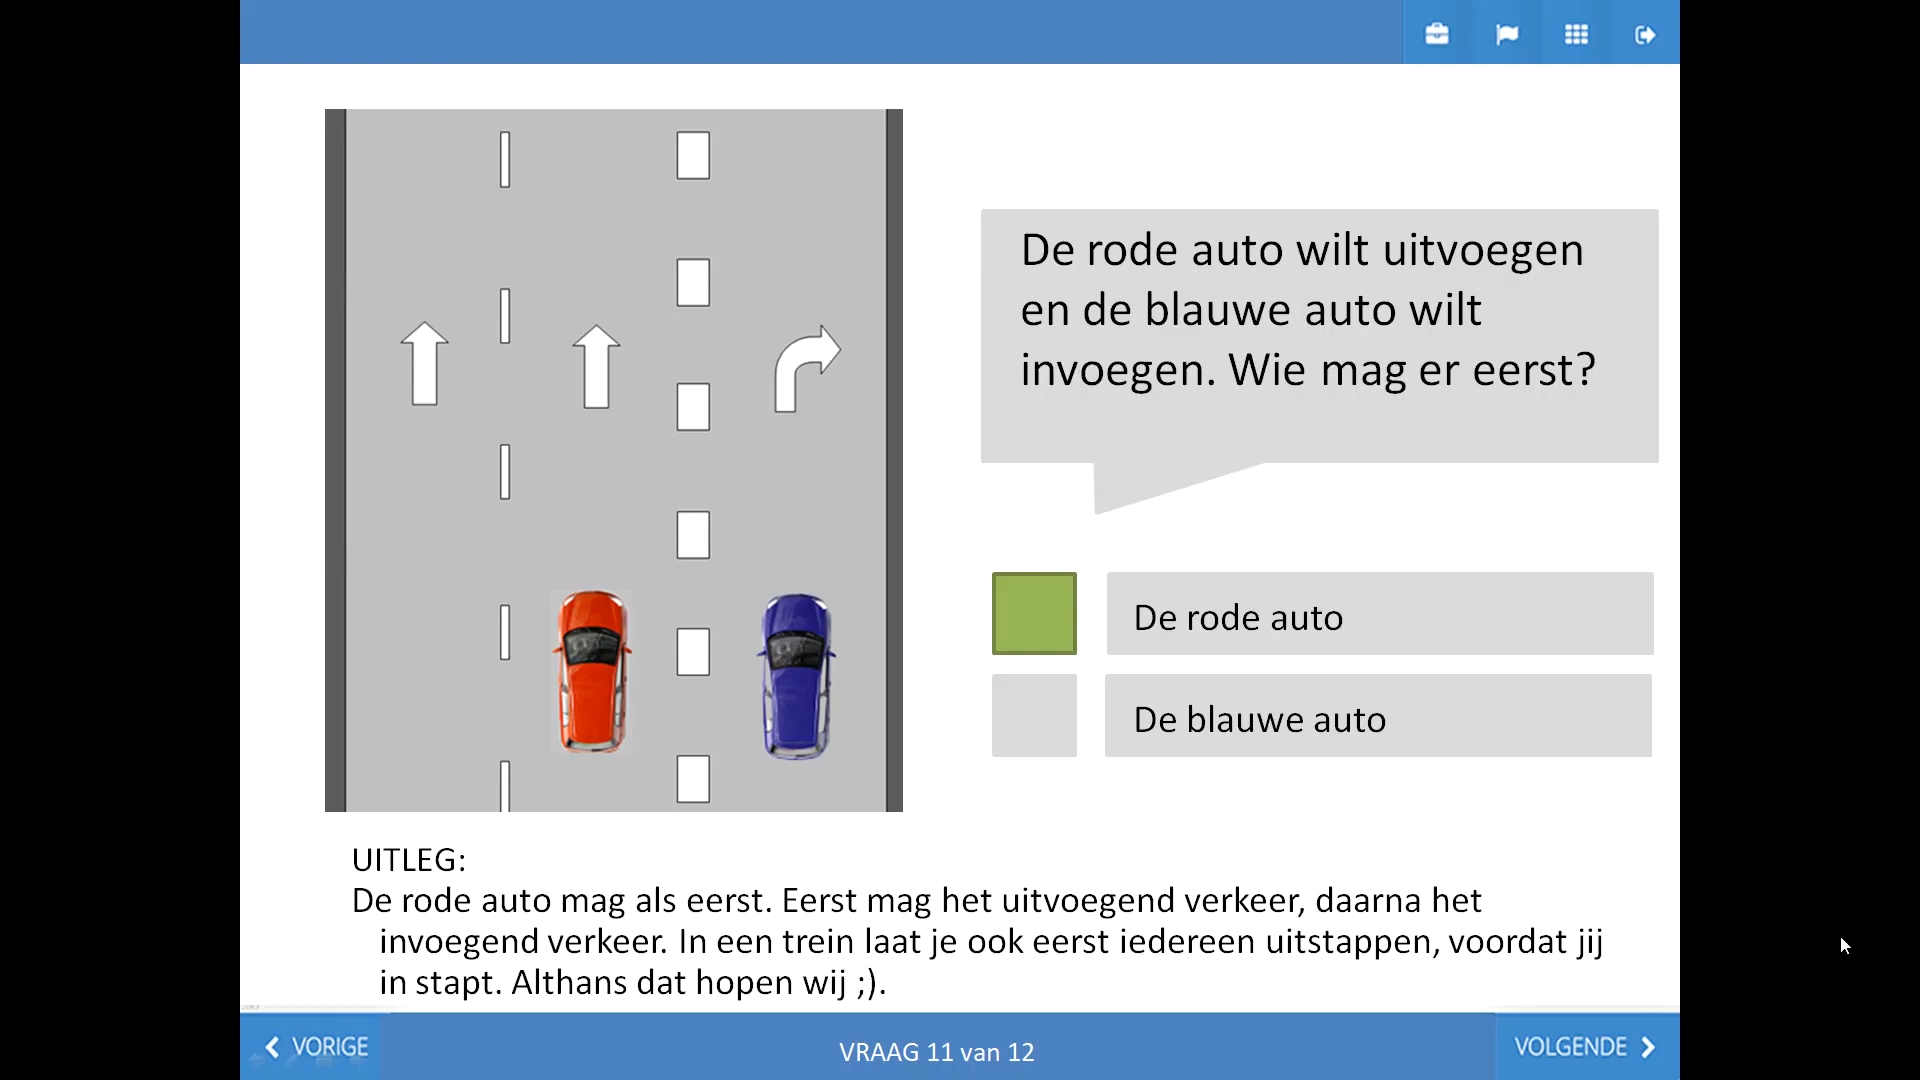 De rode auto wilt uitvoegen
en de blauwe auto wilt
invoegen. Wie mag er eerst?
De rode auto
De blauwe auto
UITLEG:
De rode auto mag als eerst. Eerst mag het uitvoegend verkeer, daarna het
invoegend verkeer. In een trein laat je ook eerst iedereen uitstappen, voordat jij
in stapt. Althans dat hopen wij ;).
VORIGE
VRAAG 11 van 12
VOLGENDE